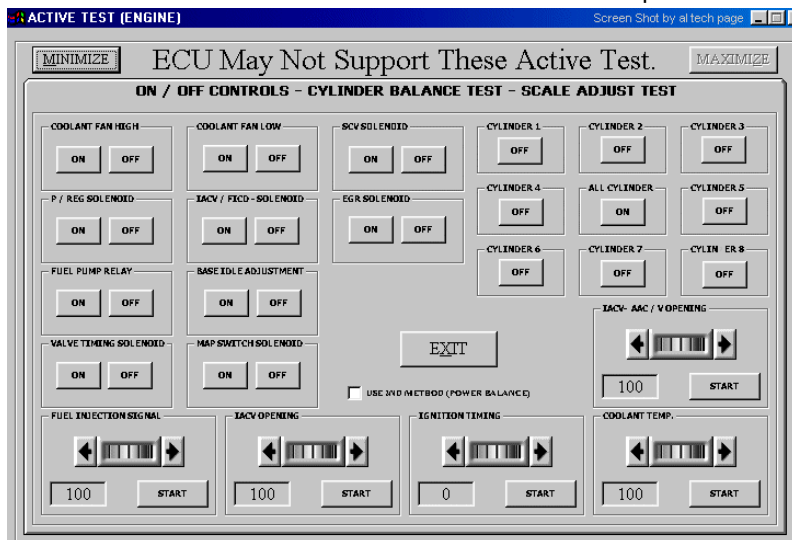 ACTIVE TEST (ENGINE) Screen Shot by al tech page
MINIMIZE ECU May Not Support These Active Test. MAXIMIZE
ON / OFF CONTROLS - CYLINDER BALANCE TEST - SCALE ADJUST TEST
COOLANT FAN HIGH COOLANT FAN LOW SCV SOLENOID CYLINDER 1 CYLINDER 2 CYLINDER 3
ON OFF ON OFF ON OFF OFF OFF OFF
CYLINDER 4 ALL CYLINDER CYLINDER 5
P / REG SOLENOID IACV / FICD - SOLENOID EGR SOLENOID
OFF ON OFF
ON OFF ON OFF ON OFF
CYLINDER 6 CYLINDER 7 CYLIN ER 8
FUEL PUMP RELAY BASE IDLE ADJUSTMENT
OFF OFF OFF
ON OFF ON OFF
IACV- AAC / V OPENING
VALVE TIMING SOLENOID MAP SWITCH SOLENOID
EXIT
ON OFF ON OFF
100 START
USE 2ND METHOD (POWER BALANCE)
FUEL INJECTION SIGNAL IACV OPENING IGNITION TIMING COOLANT TEMP.
100 START 100 START 0 START 100 START